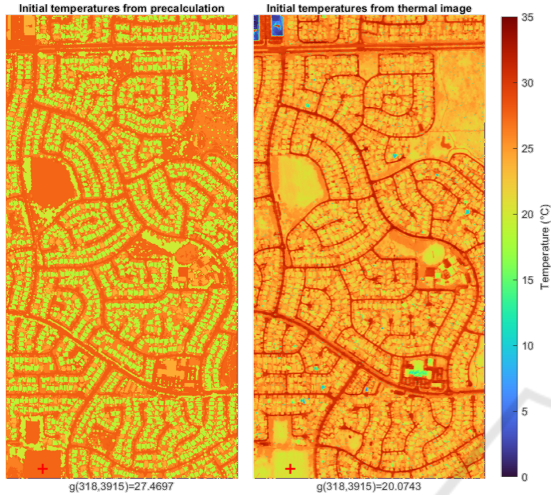 Initial temperatures from precalculation
Initial temperatures from thermal image
35
30
25
20
15
10
5
0
Temperature (°C)
g(318,3915)=27.4697
g(318,3915)=20.0743